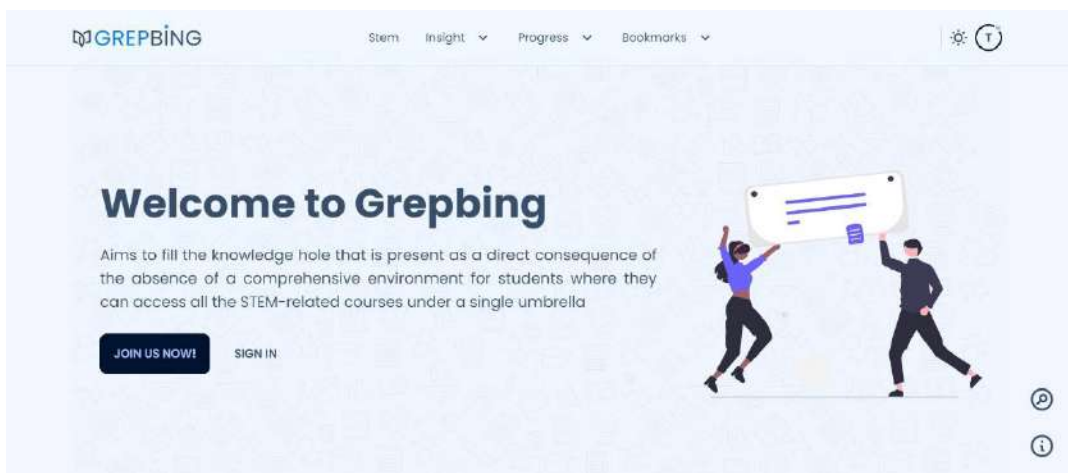 GREPBİNG
Stem Insight Progress Bookmarks
T
Welcome to Grepbing
Aims to fill the knowledge hole that is present as a direct consequence of
the absence of a comprehensive environment for students where they
can access all the STEM-related courses under a single umbrella
JOIN US NOW! SIGN IN